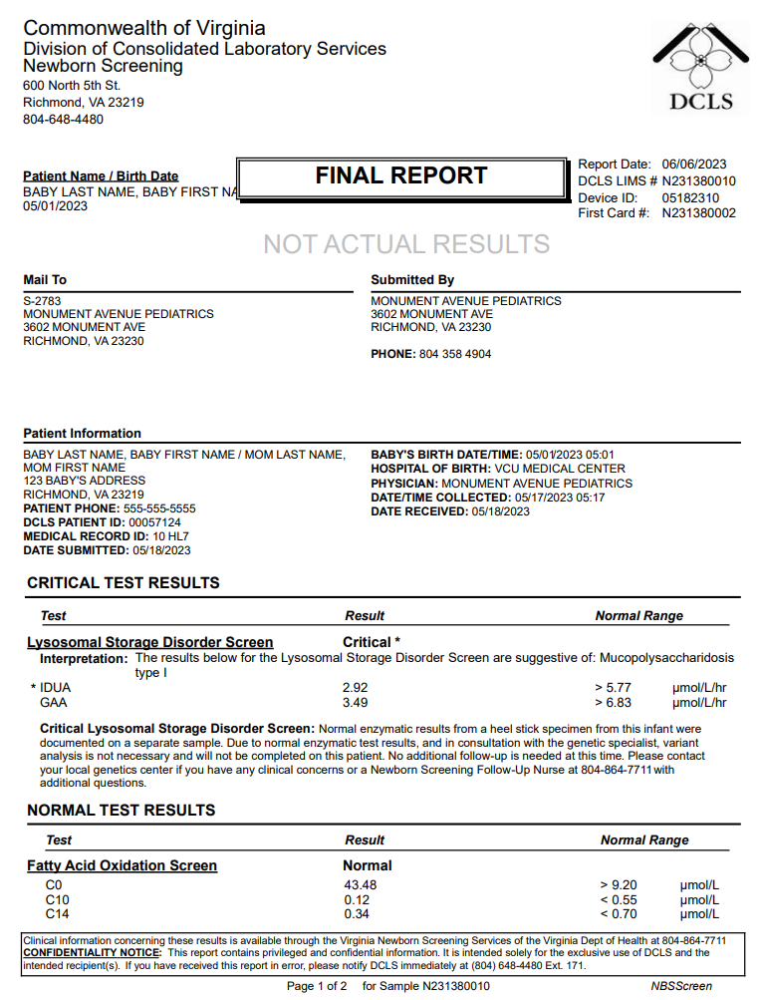 Commonwealth of Virginia
Division of Consolidated Laboratory Services
Newborn Screening
600 North 5th St.
Richmond, VA 23219
804-648-4480
DCLS
Patient Name / Birth Date
BABY LAST NAME, BABY FIRST NA
05/01/2023
FINAL REPORT
Report Date: 06/06/2023
DCLS LIMS # N231380010
Device ID: 05182310
First Card #: N231380002
NOT ACTUAL RESULTS
Mail To
S-2783
MONUMENT AVENUE PEDIATRICS
3602 MONUMENT AVE
RICHMOND, VA 23230
Submitted By
MONUMENT AVENUE PEDIATRICS
3602 MONUMENT AVE
RICHMOND, VA 23230
PHONE: 804 358 4904
Patient Information
BABY LAST NAME, BABY FIRST NAME / MOM LAST NAME,
MOM FIRST NAME
123 BABY'S ADDRESS
RICHMOND, VA 23219
PATIENT PHONE: 555-555-5555
DCLS PATIENT ID: 00057124
MEDICAL RECORD ID: 10 HL7
DATE SUBMITTED: 05/18/2023
BABY'S BIRTH DATE/TIME: 05/01/2023 05:01
HOSPITAL OF BIRTH: VCU MEDICAL CENTER
PHYSICIAN: MONUMENT AVENUE PEDIATRICS
DATE/TIME COLLECTED: 05/17/2023 05:17
DATE RECEIVED: 05/18/2023
CRITICAL TEST RESULTS
Test Result Normal Range
Lysosomal Storage Disorder Screen Critical *
Interpretation: The results below for the Lysosomal Storage Disorder Screen are suggestive of: Mucopolysaccharidosis
type I
* IDUA 2.92 > 5.77 µmol/L/hr
GAA 3.49 > 6.83 µmol/L/hr
Critical Lysosomal Storage Disorder Screen: Normal enzymatic results from a heel stick specimen from this infant were
documented on a separate sample. Due to normal enzymatic test results, and in consultation with the genetic specialist, variant
analysis is not necessary and will not be completed on this patient. No additional follow-up is needed at this time. Please contact
your local genetics center if you have any clinical concerns or a Newborn Screening Follow-Up Nurse at 804-864-7711 with
additional questions.
NORMAL TEST RESULTS
Test Result Normal Range
Fatty Acid Oxidation Screen Normal
C0 43.48 > 9.20 µmol/L
C10 0.12 < 0.55 µmol/L
C14 0.34 < 0.70 µmol/L
Clinical information concerning these results is available through the Virginia Newborn Screening Services of the Virginia Dept of Health at 804-864-7711
CONFIDENTIALITY NOTICE: This report contains privileged and confidential information. It is intended solely for the exclusive use of DCLS and the
intended recipient(s). If you have received this report in error, please notify DCLS immediately at (804) 648-4480 Ext. 171.
Page 1 of 2 for Sample N231380010 NBSScreen